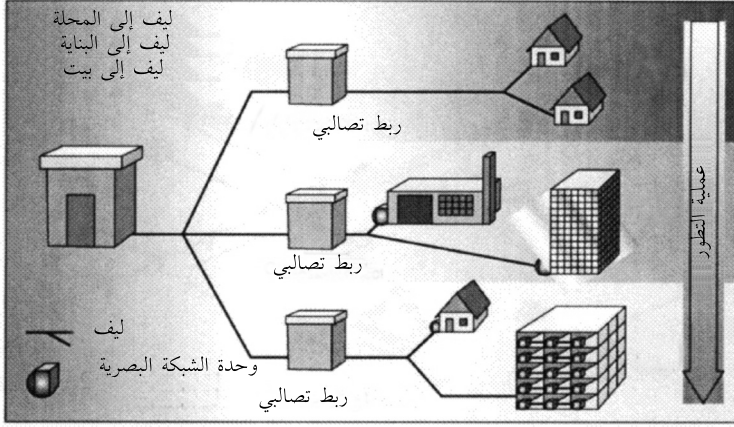 ليف إلى المحلة
ليف إلى البناية
ليف إلى بيت
ربط تصالبي
ربط تصالبي
ربط تصالبي
عملية التطور
ليف
وحدة الشبكة البصرية